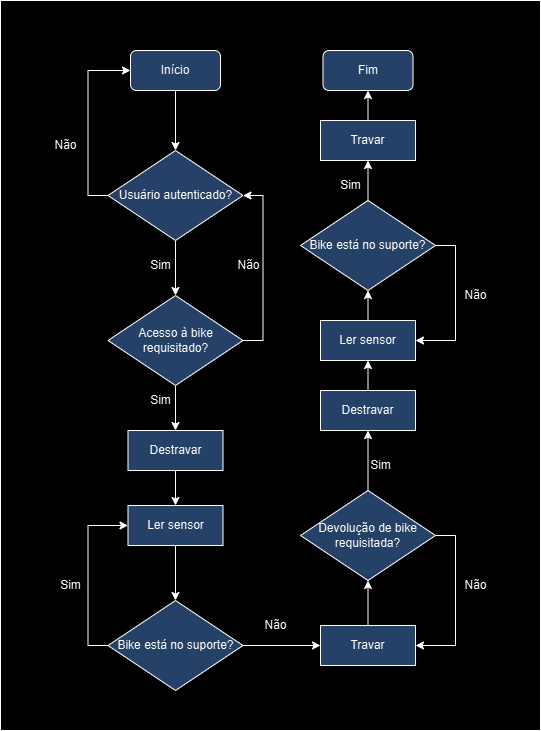 Início
Não
Usuário autenticado?
Sim
Não
Acesso à bike
requisitado?
Sim
Destravar
Ler sensor
Sim
Bike está no suporte?
Não
Travar
Não
Devolução de bike
requisitada?
Sim
Destravar
Ler sensor
Não
Bike está no suporte?
Sim
Travar
Fim